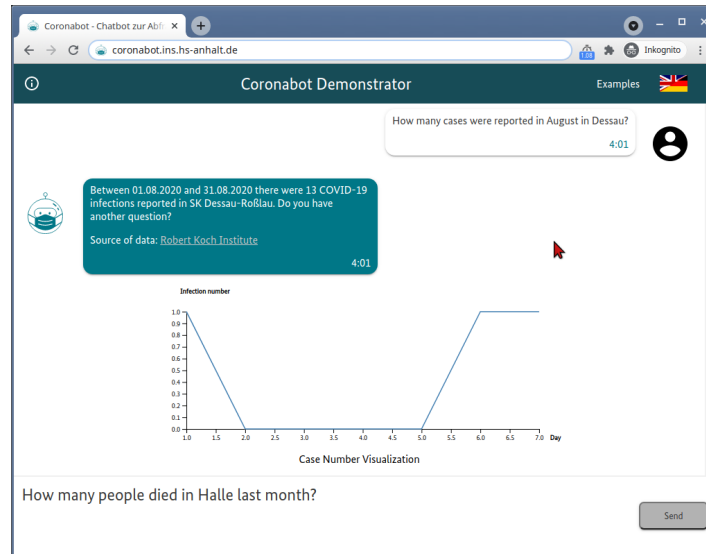 Coronabot - Chatbot zur Abf
coronabot.ins.hs-anhalt.de
1.08
Inkognito
Coronabot Demonstrator
Examples
How many cases were reported in August in Dessau?
4:01
Between 01.08.2020 and 31.08.2020 there were 13 COVID-19
infections reported in SK Dessau-Roßlau. Do you have
another question?
Source of data: Robert Koch Institute
4:01
Infection number
1.0
0.9
0.8
0.7
0.6
0.5
0.4
0.3
0.2
0.1
0.0
1.0 1.5 2.0 2.5 3.0 3.5 4.0 4.5 5.0 5.5 6.0 6.5 7.0 Day
Case Number Visualization
How many people died in Halle last month?
Send